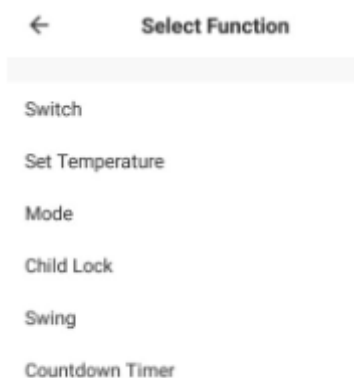 Select Function
Switch
Set Temperature
Mode
Child Lock
Swing
Countdown Timer